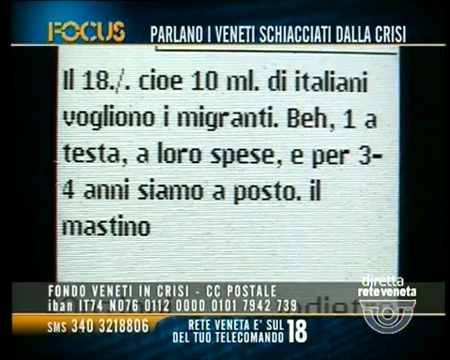 FOCUS
PARLANO I VENETI SCHIACCIATI DALLA CRISI
Il 18./. cioe 10 ml. di italiani
vogliono i migranti. Beh, 1 a
testa, a loro spese, e per 3-
4 anni siamo a posto. il
mastino
diretta
reteveneta
FONDO VENETI IN CRISI - CC POSTALE
iban IT74 N076 0112 0000 0101 7942 739
SMS 340 3218806
RETE VENETA E' SUL
DEL TUO TELECOMANDO 18